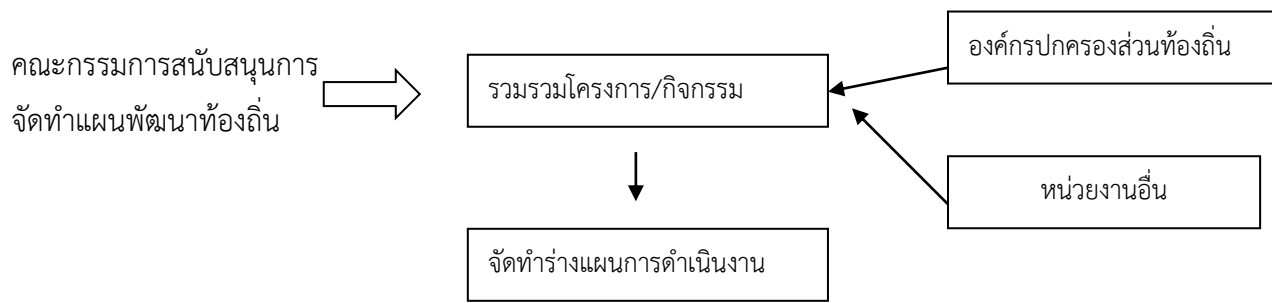 คณะกรรมการสนับสนุนการ
จัดทำแผนพัฒนาท้องถิ่น
รวมรวมโครงการ/กิจกรรม
องค์กรปกครองส่วนท้องถิ่น
หน่วยงานอื่น
จัดทำร่างแผนการดำเนินงาน